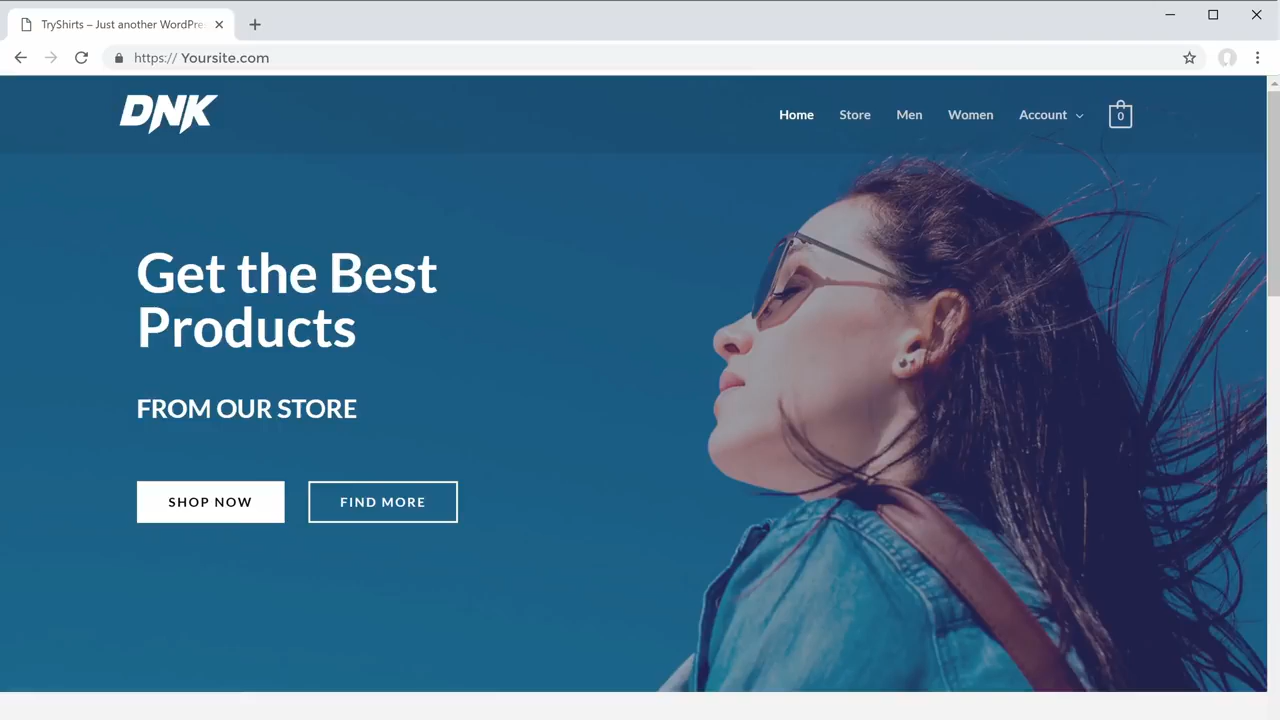 TryShirts – Just another WordPre
https:// Yoursite.com
DNK
Home Store Men Women Account 0
Get the Best
Products
FROM OUR STORE
SHOP NOW FIND MORE